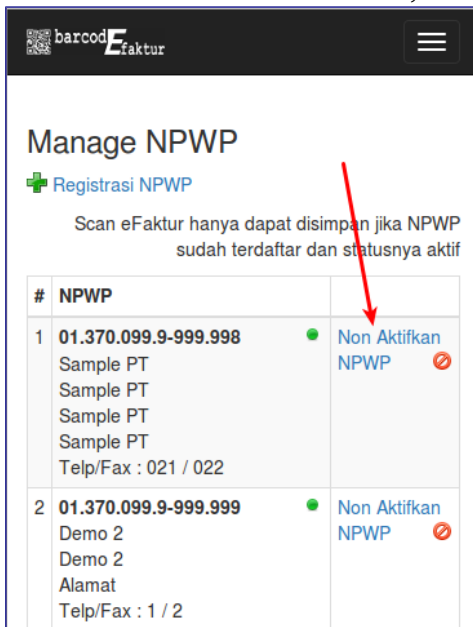 barcodEfaktur
Manage NPWP
Registrasi NPWP
Scan eFaktur hanya dapat disimpan jika NPWP
sudah terdaftar dan statusnya aktif
# NPWP
1 01.370.099.9-999.998 Non Aktifkan
Sample PT NPWP
Sample PT
Sample PT
Sample PT
Telp/Fax : 021 / 022
2 01.370.099.9-999.999 Non Aktifkan
Demo 2 NPWP
Demo 2
Alamat
Telp/Fax : 1 / 2